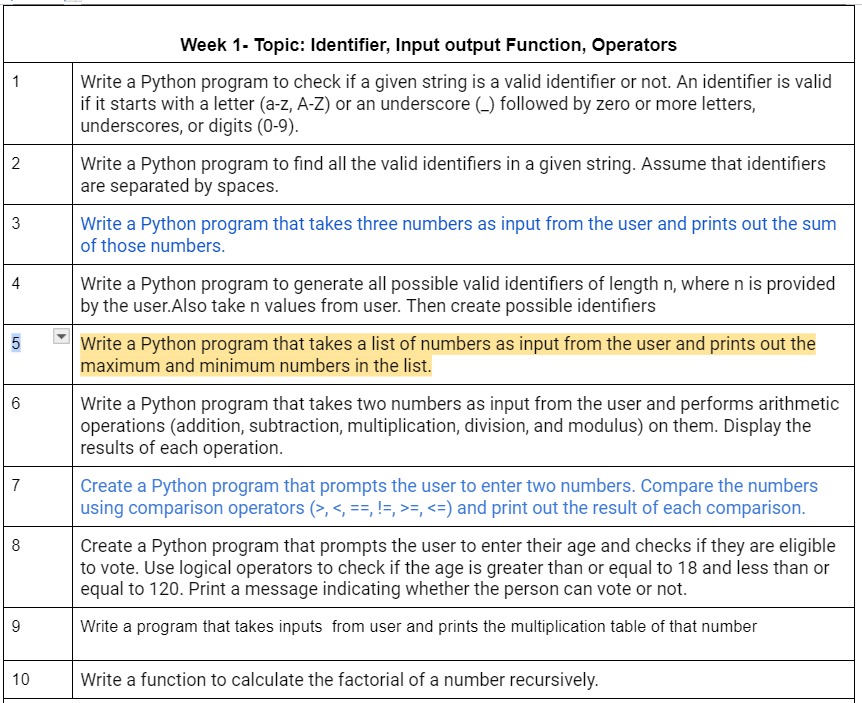 Week 1- Topic: Identifier, Input output Function, Operators
1
Write a Python program to check if a given string is a valid identifier or not. An identifier is valid
if it starts with a letter (a-z, A-Z) or an underscore (_) followed by zero or more letters,
underscores, or digits (0-9).
2
Write a Python program to find all the valid identifiers in a given string. Assume that identifiers
are separated by spaces.
3
Write a Python program that takes three numbers as input from the user and prints out the sum
of those numbers.
4
Write a Python program to generate all possible valid identifiers of length n, where n is provided
by the user.Also take n values from user. Then create possible identifiers
5
Write a Python program that takes a list of numbers as input from the user and prints out the
maximum and minimum numbers in the list.
6
Write a Python program that takes two numbers as input from the user and performs arithmetic
operations (addition, subtraction, multiplication, division, and modulus) on them. Display the
results of each operation.
7
Create a Python program that prompts the user to enter two numbers. Compare the numbers
using comparison operators (>, <, ==, !=, >=, <=) and print out the result of each comparison.
8
Create a Python program that prompts the user to enter their age and checks if they are eligible
to vote. Use logical operators to check if the age is greater than or equal to 18 and less than or
equal to 120. Print a message indicating whether the person can vote or not.
9
Write a program that takes inputs from user and prints the multiplication table of that number
10
Write a function to calculate the factorial of a number recursively.